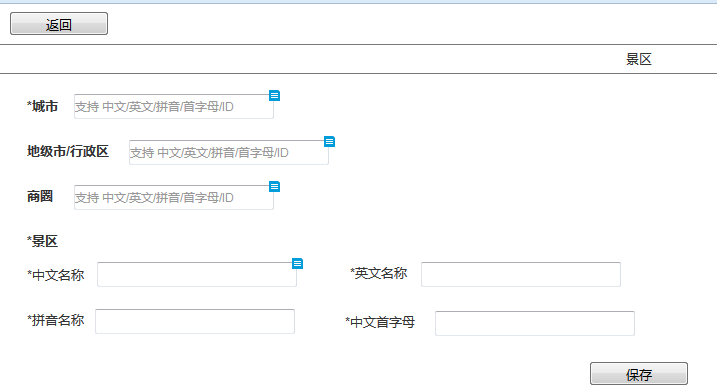 返回
景区
*城市 支持 中文/英文/拼音/首字母/ID
地级市/行政区 支持 中文/英文/拼音/首字母/ID
商圈 支持 中文/英文/拼音/首字母/ID
*景区
*中文名称 *英文名称
*拼音名称 *中文首字母
保存